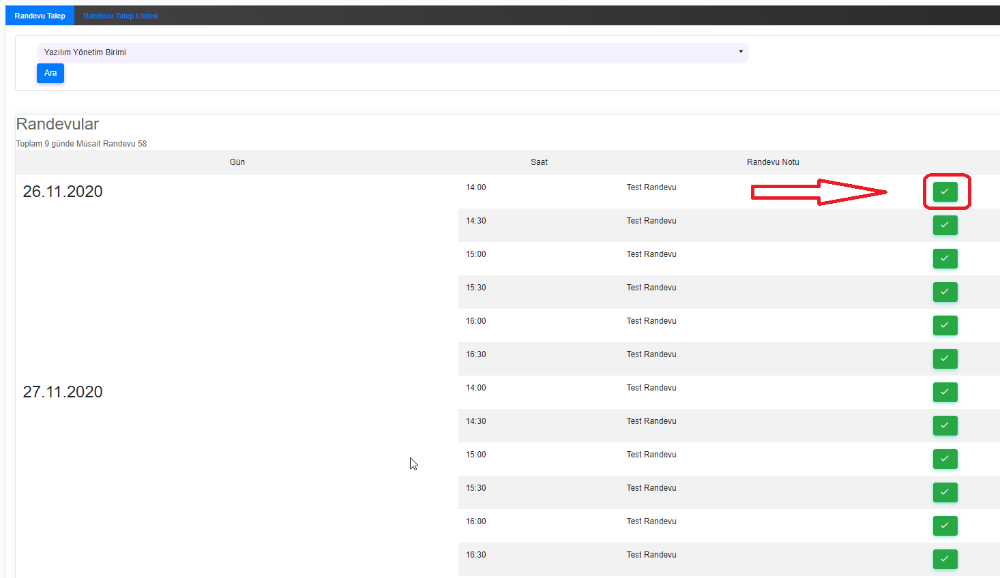 Randevu Talep Randevu Talep Listesi
Yazılım Yönetim Birimi
Ara
Randevular
Toplam 9 günde Müsait Randevu 58
Gün Saat Randevu Notu
26.11.2020 14:00 Test Randevu
14:30 Test Randevu
15:00 Test Randevu
15:30 Test Randevu
16:00 Test Randevu
16:30 Test Randevu
27.11.2020 14:00 Test Randevu
14:30 Test Randevu
15:00 Test Randevu
15:30 Test Randevu
16:00 Test Randevu
16:30 Test Randevu